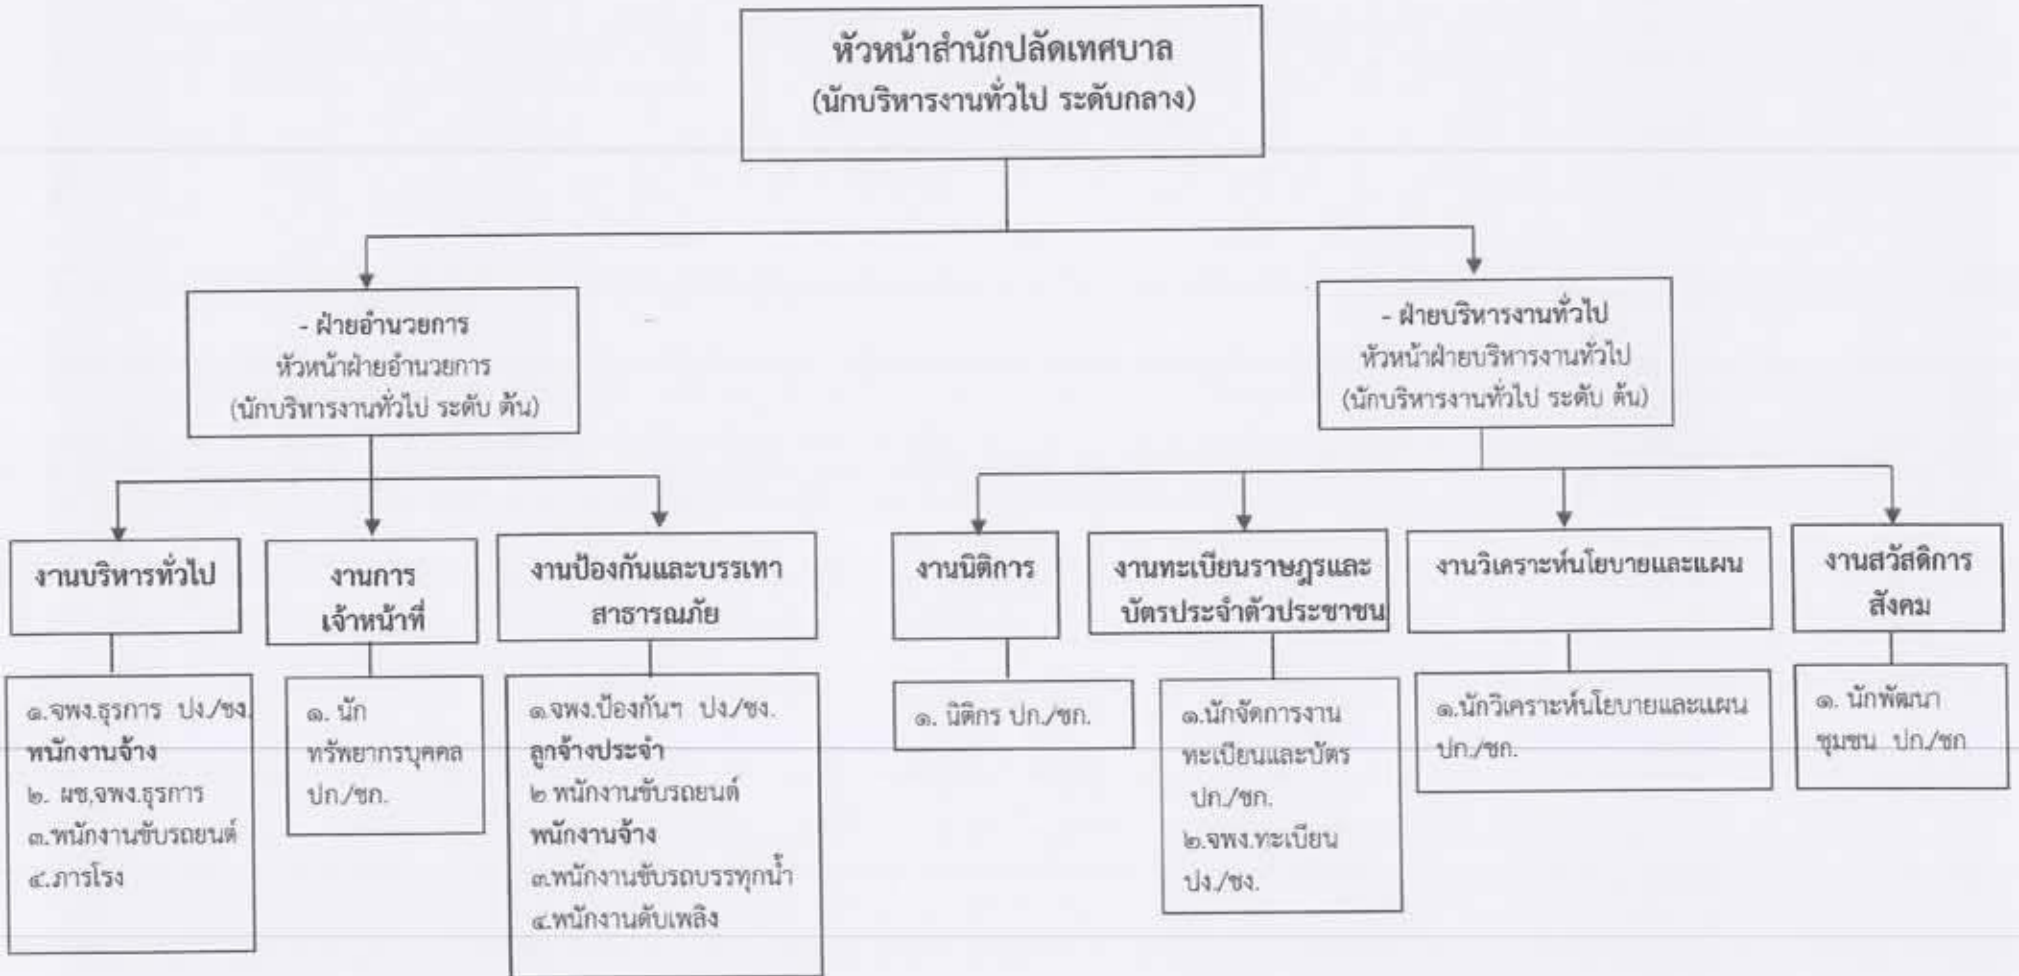 หัวหน้าสำนักปลัดเทศบาล
(นักบริหารงานทั่วไป ระดับกลาง)
- ฝ่ายอำนวยการ
หัวหน้าฝ่ายอำนวยการ
(นักบริหารงานทั่วไป ระดับ ต้น)
- ฝ่ายบริหารงานทั่วไป
หัวหน้าฝ่ายบริหารงานทั่วไป
(นักบริหารงานทั่วไป ระดับ ต้น)
งานบริหารทั่วไป
งานการ
เจ้าหน้าที่
งานป้องกันและบรรเทา
สาธารณภัย
งานนิติการ
งานทะเบียนราษฎรและ
บัตรประจำตัวประชาชน
งานวิเคราะห์นโยบายและแผน
งานสวัสดิการ
สังคม
๑.จพง.ธุรการ ปง./ชง.
พนักงานจ้าง
๒. ผช,จพง.ธุรการ
๓.พนักงานขับรถยนต์
๔.ภารโรง
๑. นัก
ทรัพยากรบุคคล
ปก./ชก.
๑.จพง.ป้องกันฯ ปง./ชง.
ลูกจ้างประจำ
๒ พนักงานขับรถยนต์
พนักงานจ้าง
๓.พนักงานขับรถบรรทุกน้ำ
๔.พนักงานดับเพลิง
๑. นิติกร ปก./ชก.
๑.นักจัดการงาน
ทะเบียนและบัตร
ปก./ชก.
๒.จพง.ทะเบียน
ปง./ชง.
๑.นักวิเคราะห์นโยบายและแผน
ปก./ชก.
๑. นักพัฒนา
ชุมชน ปก./ชก